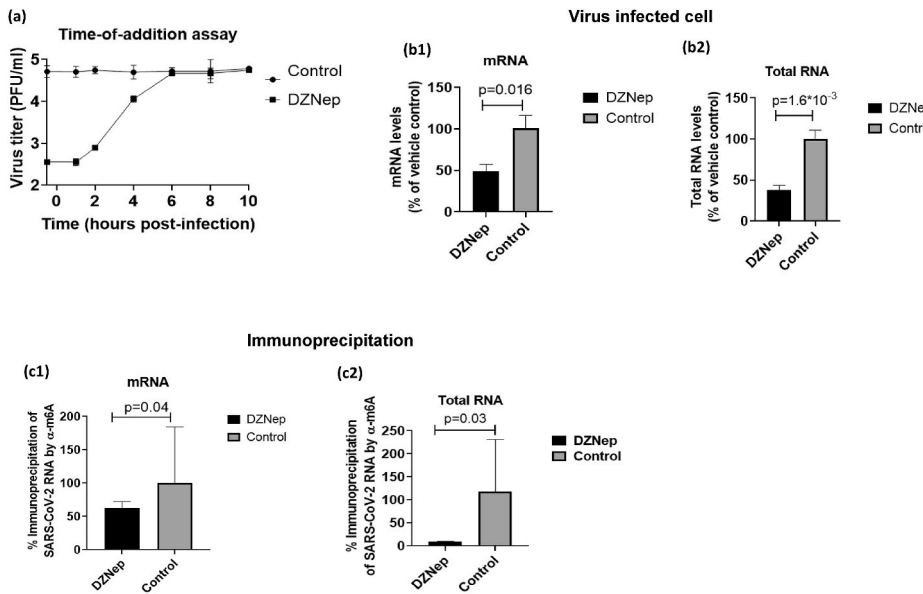 (a)
Time-of-addition assay
Virus titer (PFU/ml)
5
4
3
2
0 2 4 6 8 10
Time (hours post-infection)
Control
DZNep
Virus infected cell
(b1)
mRNA
p=0.016
mRNA levels
(% of vehicle control)
150
100
50
0
DZNep
Control
DZNep
Control
(b2)
Total RNA
p=1.6*10-3
Total RNA levels
(% of vehicle control)
150
100
50
0
DZNep
Control
DZNe
Contr
Immunoprecipitation
(c1)
mRNA
p=0.04
% Immunoprecipitation of
SARS-CoV-2 RNA by α-m6A
200
150
100
50
0
DZNep
Control
DZNep
Control
(c2)
Total RNA
p=0.03
% Immunoprecipitation
of SARS-CoV-2 RNA by α-m6A
250
200
150
100
50
0
DZNep
Control
DZNep
Control